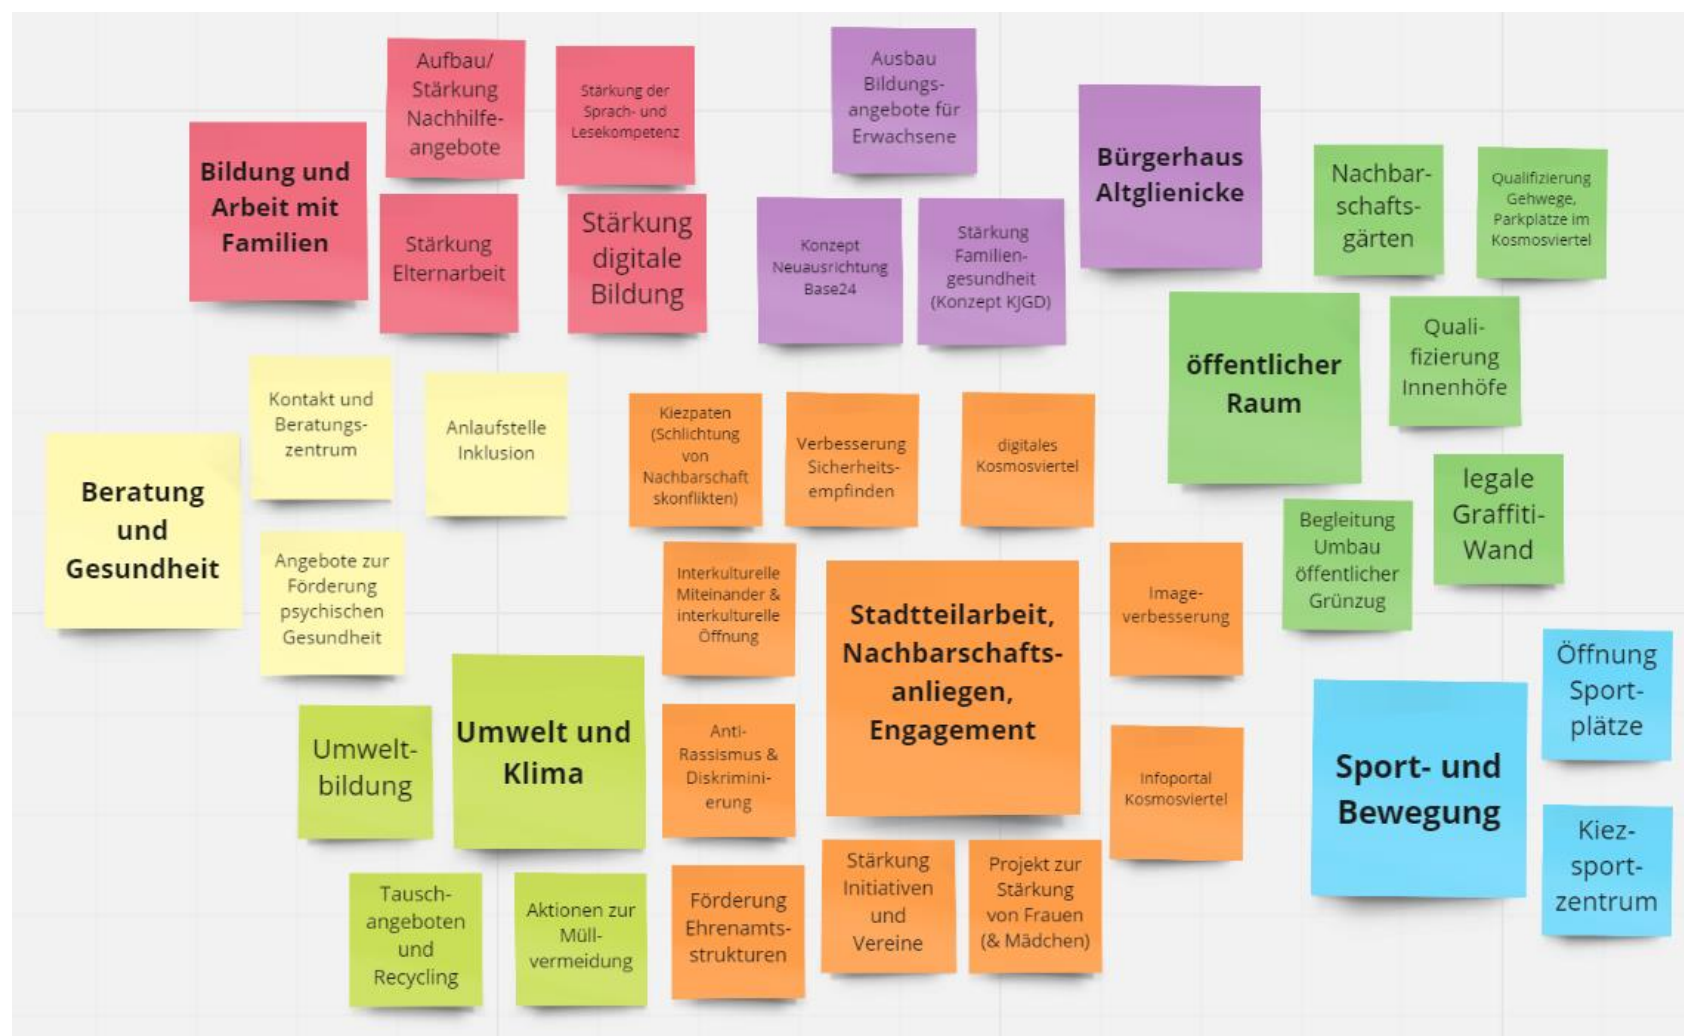 Aufbau/
Stärkung
Nachhilfe-
angebote
Stärkung der
Sprach- und
Lesekompetenz
Bildung und
Arbeit mit
Familien
Stärkung
Elternarbeit
Stärkung
digitale
Bildung
Ausbau
Bildungs-
angebote für
Erwachsene
Bürgerhaus
Altglienicke
Konzept
Neuausrichtung
Base24
Stärkung
Familien-
gesundheit
(Konzept KJGD)
Nachbar-
schafts-
gärten
Qualifizierung
Gehwege,
Parkplätze im
Kosmosviertel
öffentlicher
Raum
Quali-
fizierung
Innenhöfe
legale
Graffiti-
Wand
Begleitung
Umbau
öffentlicher
Grünzug
Kontakt und
Beratungs-
zentrum
Anlaufstelle
Inklusion
Beratung
und
Gesundheit
Angebote zur
Förderung
psychischen
Gesundheit
Kiezpaten
(Schlichtung
von
Nachbarschaft
skonflikten)
Verbesserung
Sicherheits-
empfinden
digitales
Kosmosviertel
Interkulturelle
Miteinander &
interkulturelle
Öffnung
Stadtteilarbeit,
Nachbarschafts-
anliegen,
Engagement
Image-
verbesserung
Anti-
Rassismus &
Diskrimini-
erung
Infoportal
Kosmosviertel
Förderung
Ehrenamts-
strukturen
Stärkung
Initiativen
und
Vereine
Projekt zur
Stärkung
von Frauen
(& Mädchen)
Umwelt-
bildung
Umwelt und
Klima
Tausch-
angeboten
und
Recycling
Aktionen zur
Müll-
vermeidung
Öffnung
Sport-
plätze
Sport- und
Bewegung
Kiez-
sport-
zentrum